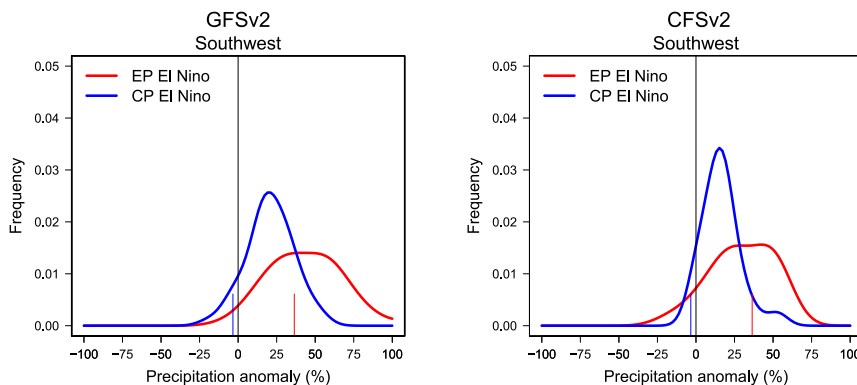 GFSv2
Southwest
EP El Nino
CP El Nino
Frequency
0.05
0.04
0.03
0.02
0.01
0.00
−100 −75 −50 −25 0 25 50 75 100
Precipitation anomaly (%)
CFSv2
Southwest
EP El Nino
CP El Nino
Frequency
0.05
0.04
0.03
0.02
0.01
0.00
−100 −75 −50 −25 0 25 50 75 100
Precipitation anomaly (%)